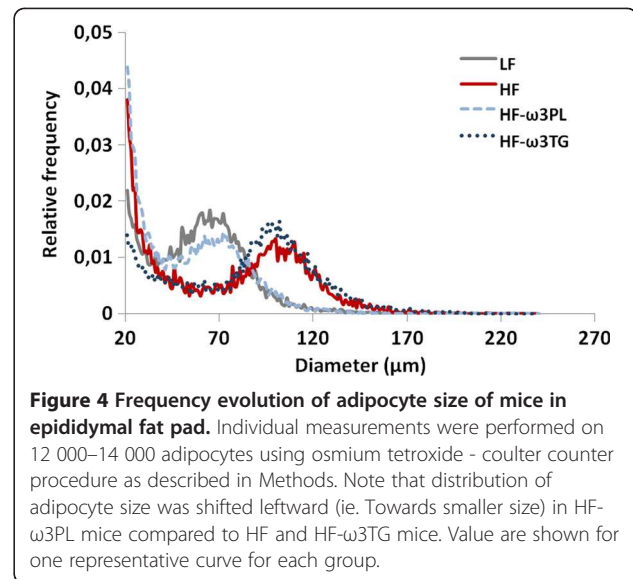 0,05
0,04
0,03
0,02
0,01
0
Relative frequency
LF
HF
HF-ω3PL
HF-ω3TG
20 70 120 170 220 270
Diameter (µm)
Figure 4 Frequency evolution of adipocyte size of mice in
epididymal fat pad. Individual measurements were performed on
12 000–14 000 adipocytes using osmium tetroxide - coulter counter
procedure as described in Methods. Note that distribution of
adipocyte size was shifted leftward (ie. Towards smaller size) in HF-
ω3PL mice compared to HF and HF-ω3TG mice. Value are shown for
one representative curve for each group.